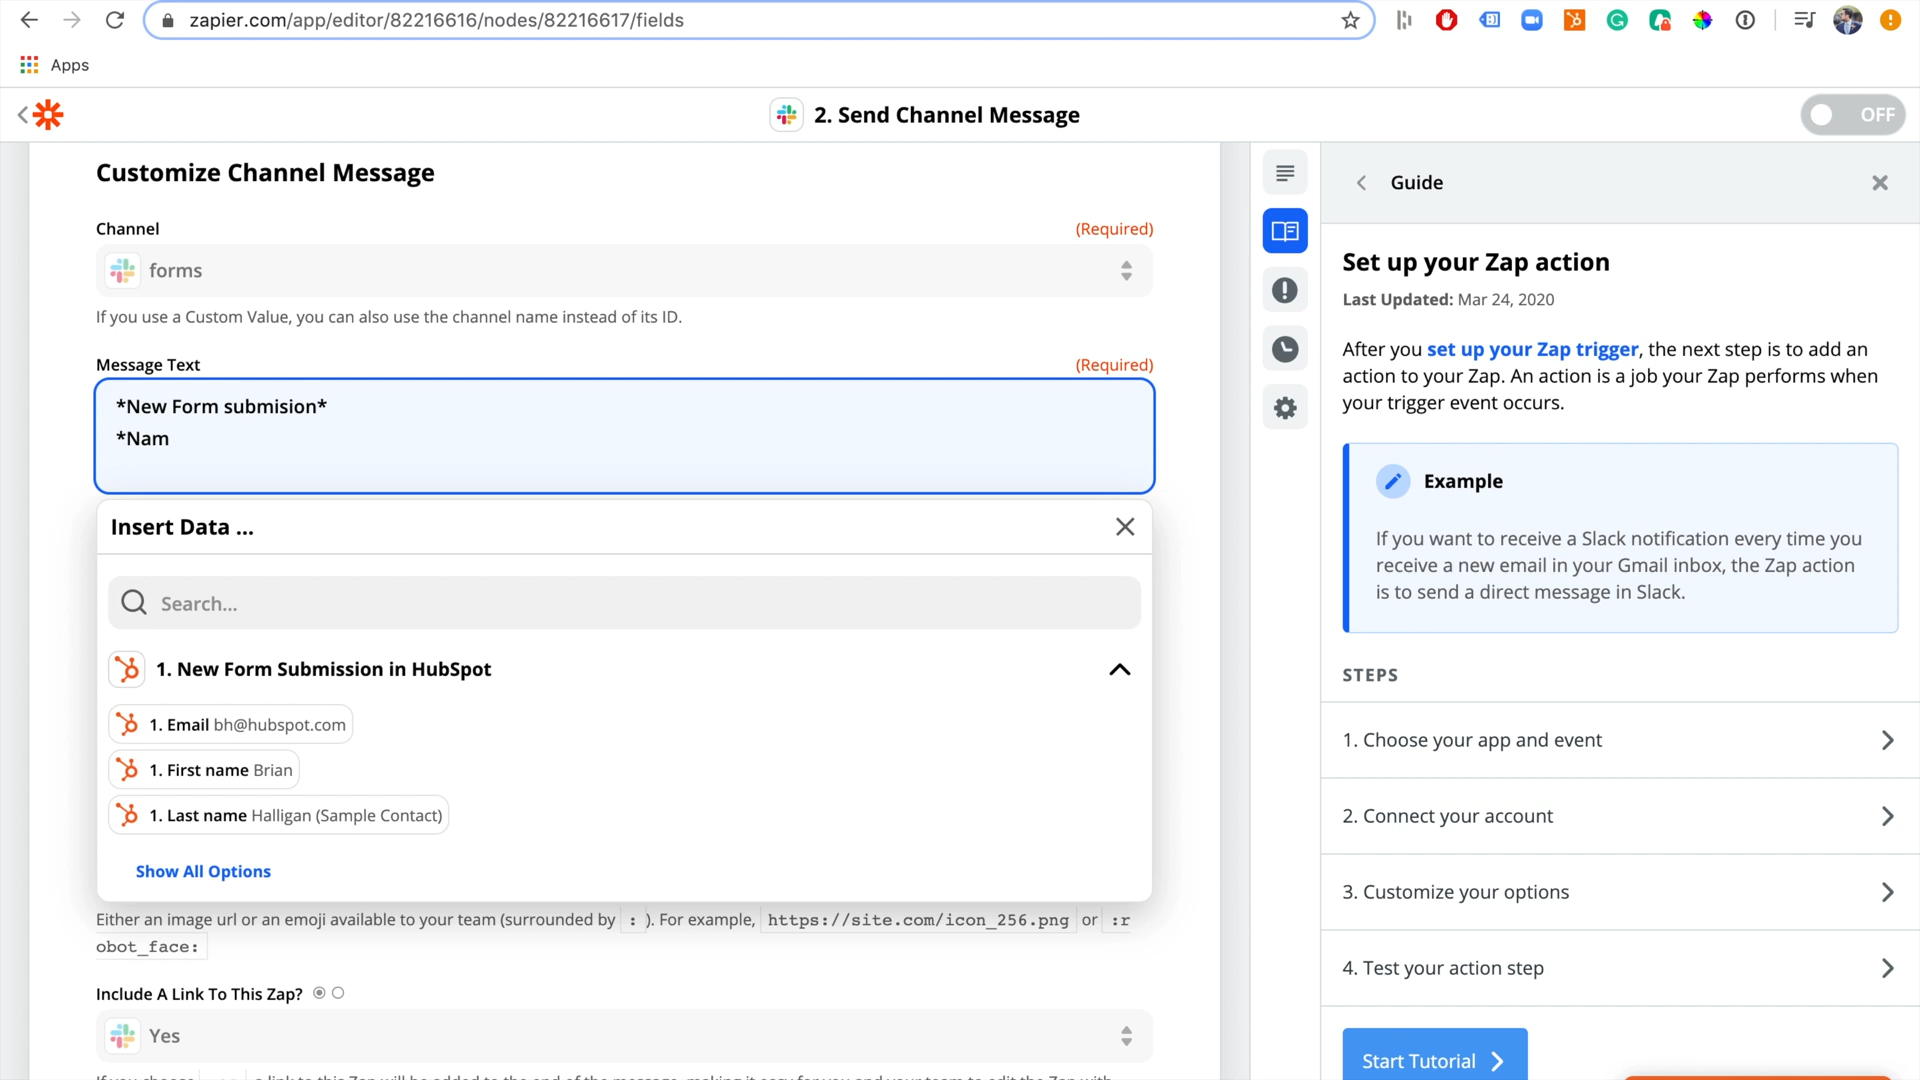 zapier.com/app/editor/82216616/nodes/82216617/fields
Apps
2. Send Channel Message
OFF
Customize Channel Message
Channel
(Required)
forms
If you use a Custom Value, you can also use the channel name instead of its ID.
Message Text
(Required)
*New Form submision*
*Nam
Insert Data ...
Search...
1. New Form Submission in HubSpot
1. Email bh@hubspot.com
1. First name Brian
1. Last name Halligan (Sample Contact)
Show All Options
Either an image url or an emoji available to your team (surrounded by : ). For example, https://site.com/icon_256.png or :r
obot_face:
Include A Link To This Zap?
Yes
Guide
Set up your Zap action
Last Updated: Mar 24, 2020
After you set up your Zap trigger, the next step is to add an
action to your Zap. An action is a job your Zap performs when
your trigger event occurs.
Example
If you want to receive a Slack notification every time you
receive a new email in your Gmail inbox, the Zap action
is to send a direct message in Slack.
STEPS
1. Choose your app and event
2. Connect your account
3. Customize your options
4. Test your action step
Start Tutorial